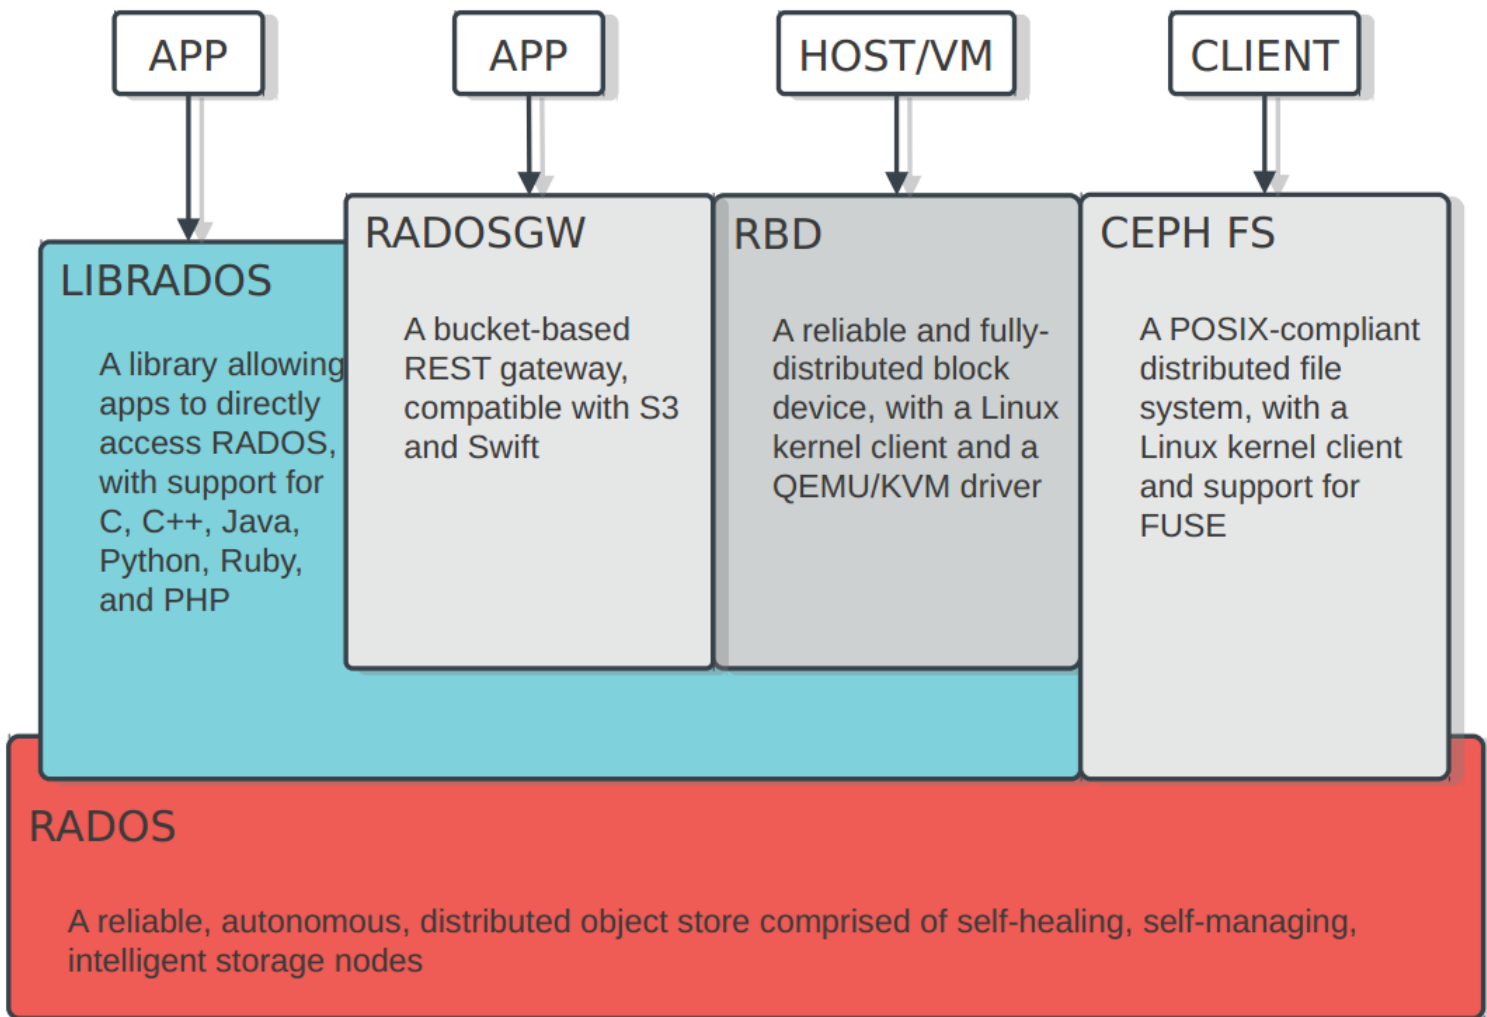 APP
APP
HOST/VM
CLIENT
LIBRADOS
A library allowing
apps to directly
access RADOS,
with support for
C, C++, Java,
Python, Ruby,
and PHP
RADOSGW
A bucket-based
REST gateway,
compatible with S3
and Swift
RBD
A reliable and fully-
distributed block
device, with a Linux
kernel client and a
QEMU/KVM driver
CEPH FS
A POSIX-compliant
distributed file
system, with a
Linux kernel client
and support for
FUSE
RADOS
A reliable, autonomous, distributed object store comprised of self-healing, self-managing,
intelligent storage nodes